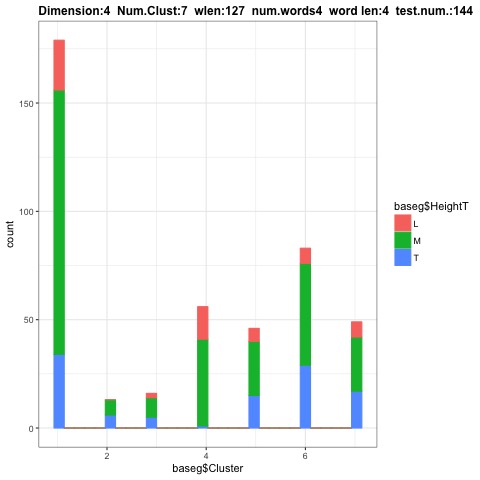 Dimension:4  Num.Clust:7  wlen:127  num.words4  word len:4  test.num.:144
150
100
50
0
count
2
4
6
baseg$Cluster
baseg$HeightT
L
M
T